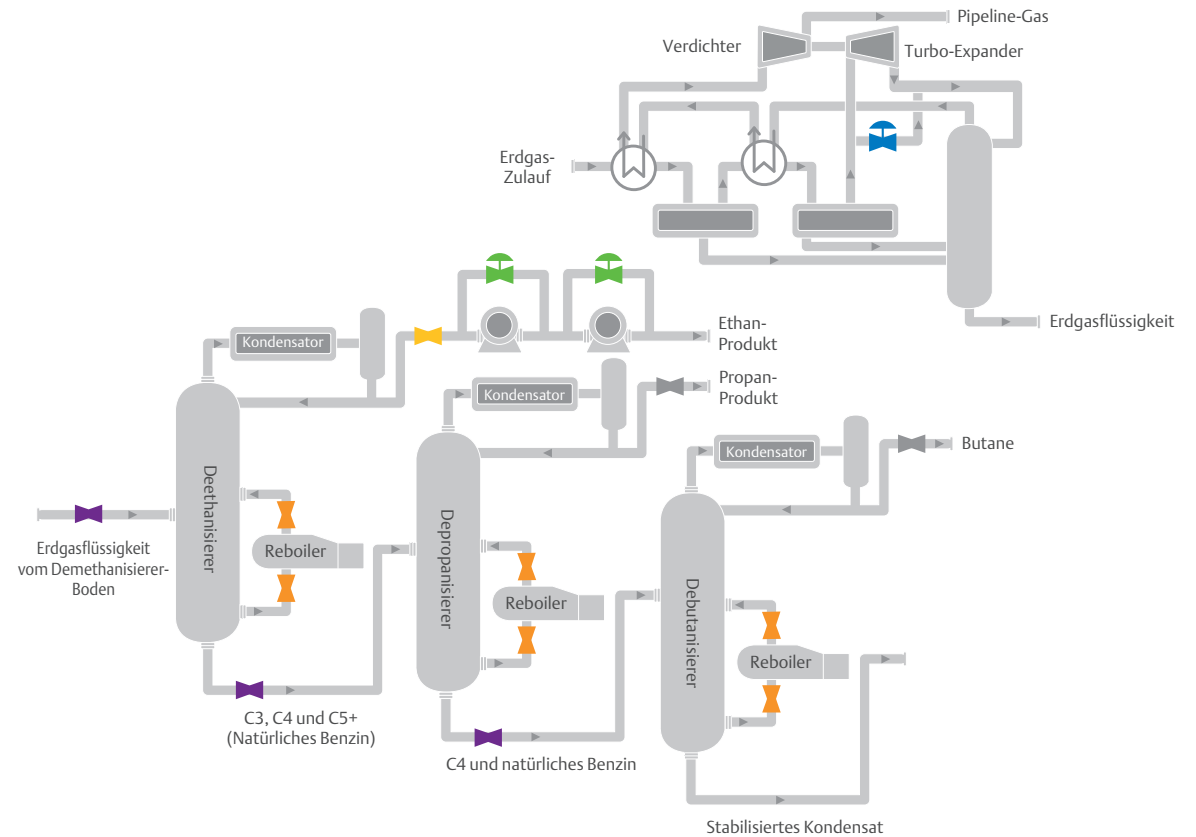 Pipeline-Gas
Verdichter
Turbo-Expander
Erdgas-
Zulauf
Erdgasflüssigkeit
Ethan-
Produkt
Kondensator
Propan-
Produkt
Kondensator
Butane
Kondensator
Deethanisierer
Reboiler
Erdgasflüssigkeit
vom Demethanisierer-
Boden
Depropanisierer
Reboiler
Debutanisierer
Reboiler
C3, C4 und C5+
(Natürliches Benzin)
C4 und natürliches Benzin
Stabilisiertes Kondensat